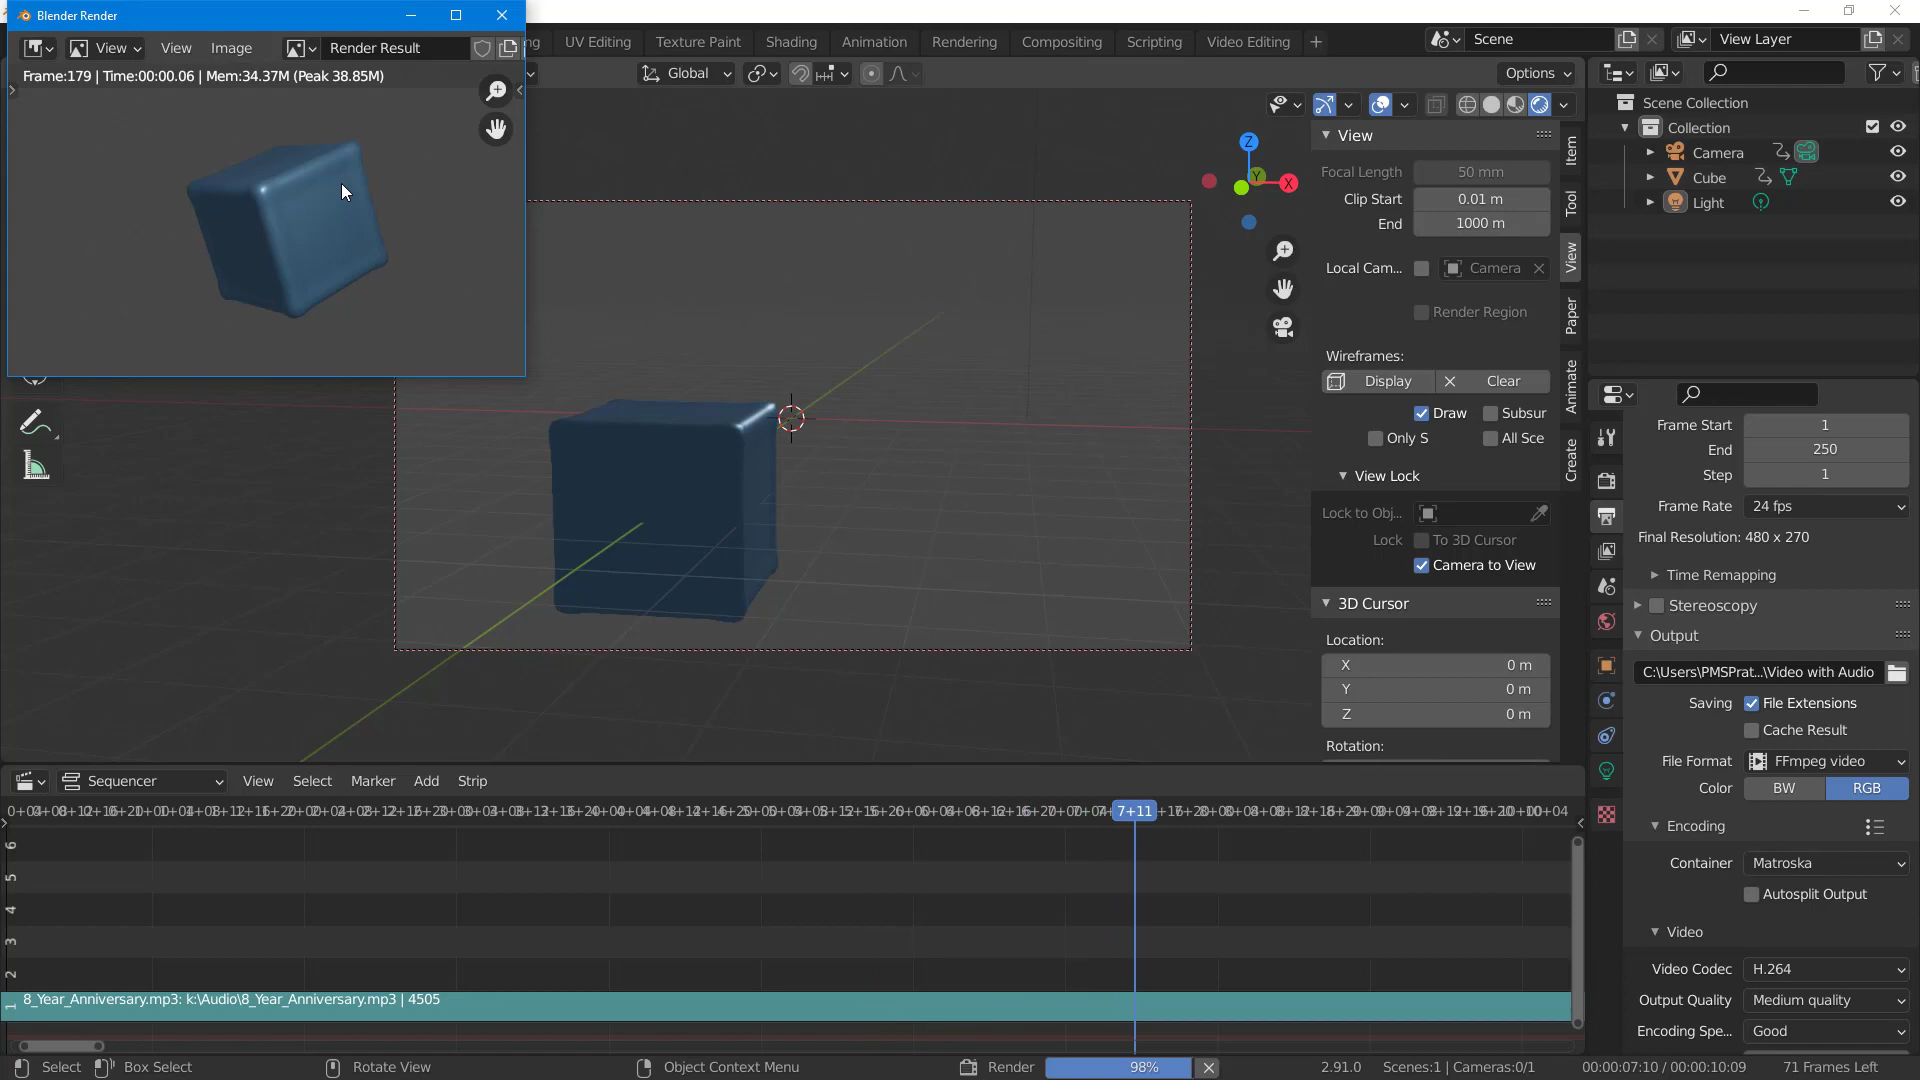 Blender Render
View View Image Render Result
Frame:179 | Time:00:00.06 | Mem:34.37M (Peak 38.85M)
UV Editing Texture Paint Shading Animation Rendering Compositing Scripting Video Editing + Scene View Layer
Global Options
Z
Y
X
View
Focal Length 50 mm
Clip Start 0.01 m
End 1000 m
Local Cam... Camera
Render Region
Wireframes:
Display Clear
Draw Subsur
Only S All Sce
View Lock
Lock to Obj...
Lock To 3D Cursor
Camera to View
3D Cursor
Location:
X 0 m
Y 0 m
Z 0 m
Rotation:
Item
Tool
View
Paper
Animate
Create
Scene Collection
Collection
Camera
Cube
Light
Frame Start 1
End 250
Step 1
Frame Rate 24 fps
Final Resolution: 480 x 270
Time Remapping
Stereoscopy
Output
C:\Users\PMSPrat...\Video with Audio
Saving File Extensions
Cache Result
File Format FFmpeg video
Color BW RGB
Encoding
Container Matroska
Autosplit Output
Video
Video Codec H.264
Output Quality Medium quality
Encoding Spe... Good
Sequencer View Select Marker Add Strip
7+11
6
5
4
3
2
1 8_Year_Anniversary.mp3: k:\Audio\8_Year_Anniversary.mp3 | 4505
Select Box Select Rotate View Object Context Menu Render 98% 2.91.0 Scenes:1 | Cameras:0/1 00:00:07:10 / 00:00:10:09 71 Frames Left